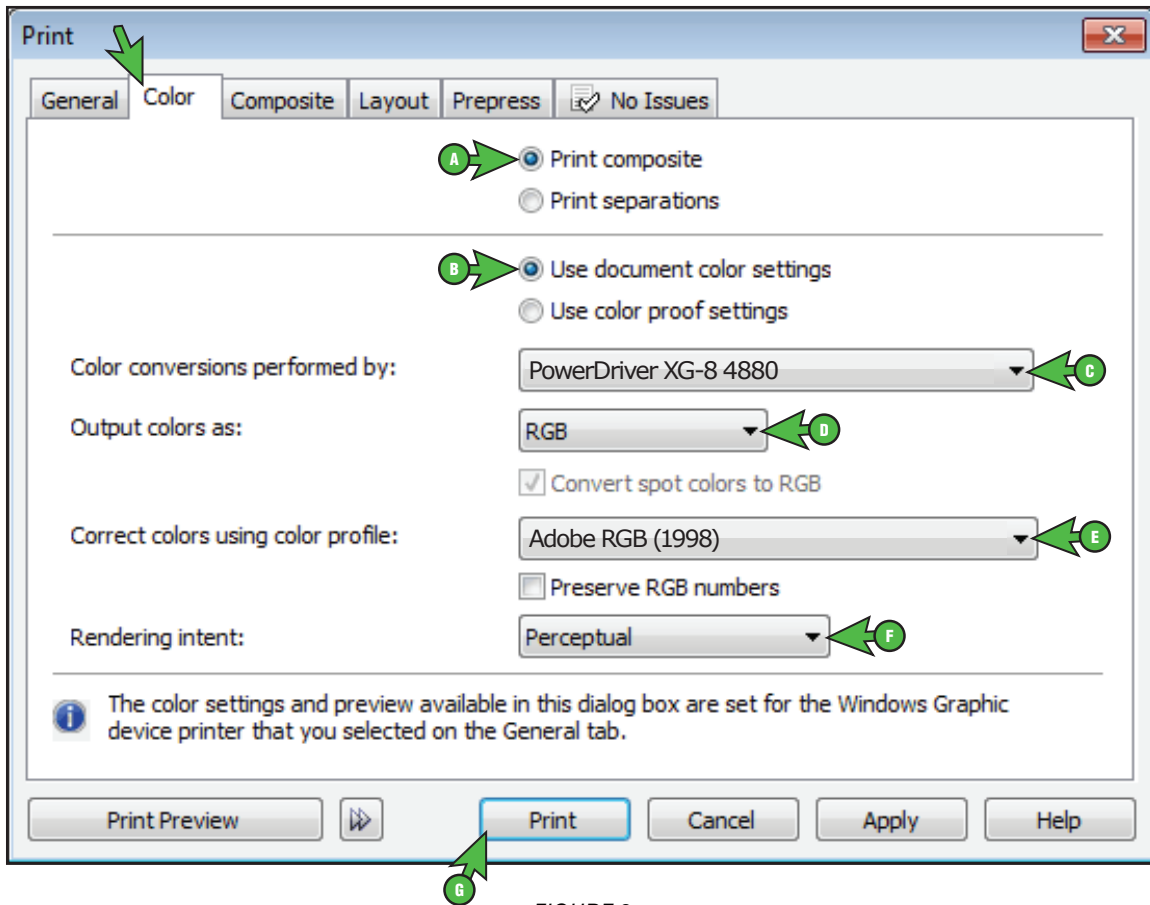 Print
General Color Composite Layout Prepress No Issues
A Print composite
Print separations
B Use document color settings
Use color proof settings
Color conversions performed by: PowerDriver XG-8 4880 C
Output colors as: RGB D
Convert spot colors to RGB
Correct colors using color profile: Adobe RGB (1998) E
Preserve RGB numbers
Rendering intent: Perceptual F
The color settings and preview available in this dialog box are set for the Windows Graphic
device printer that you selected on the General tab.
Print Preview Print Cancel Apply Help
G